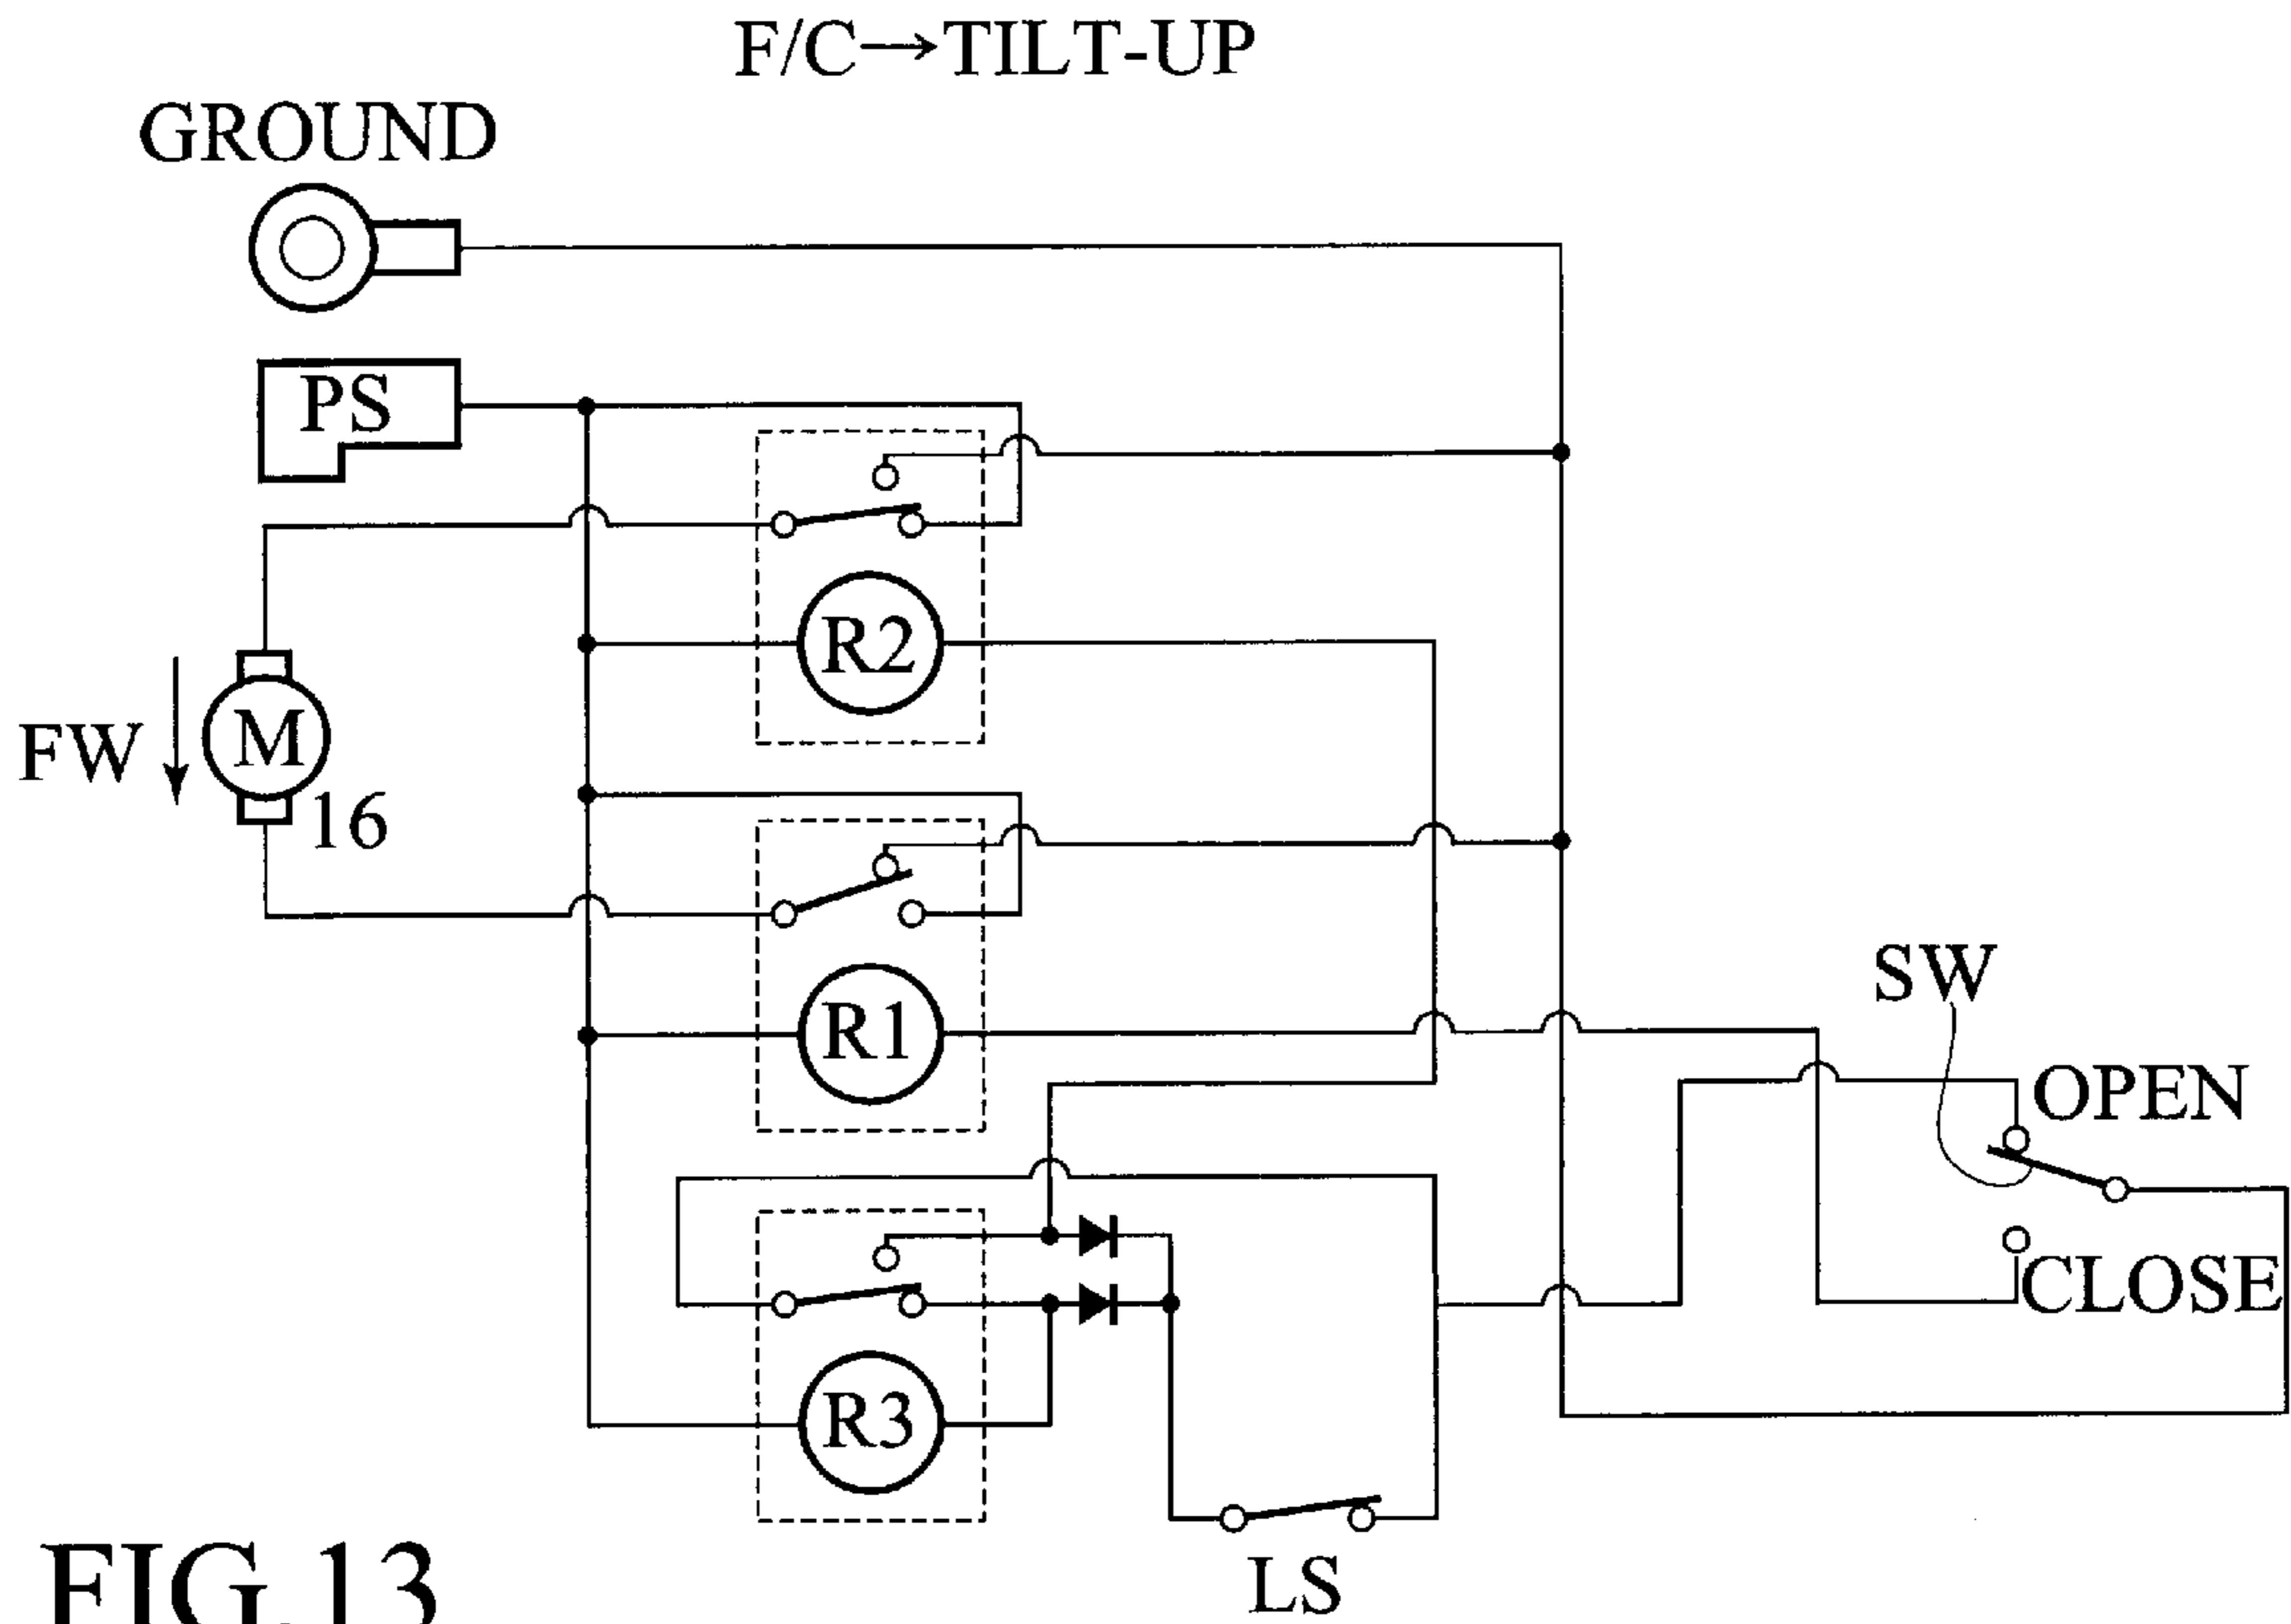 F/C→TILT-UP
GROUND
PS
R2
FW
M
16
R1
SW
OPEN
CLOSE
R3
LS
FIG.13